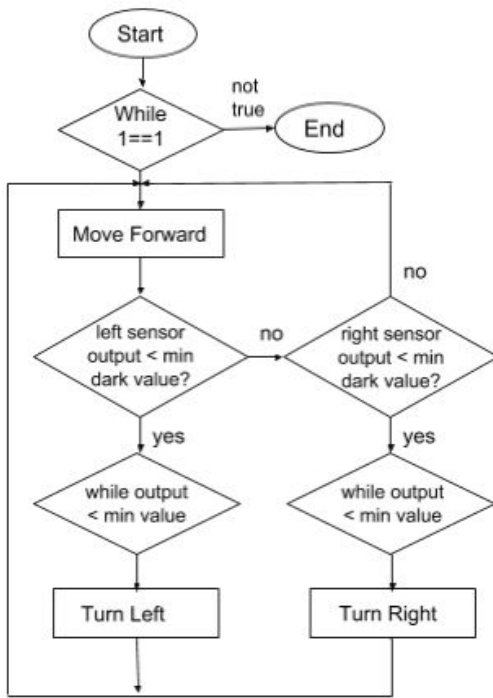 Start
not
true
While
1==1
End
Move Forward
no
left sensor
output < min
dark value?
no
right sensor
output < min
dark value?
yes
yes
while output
< min value
while output
< min value
Turn Left
Turn Right